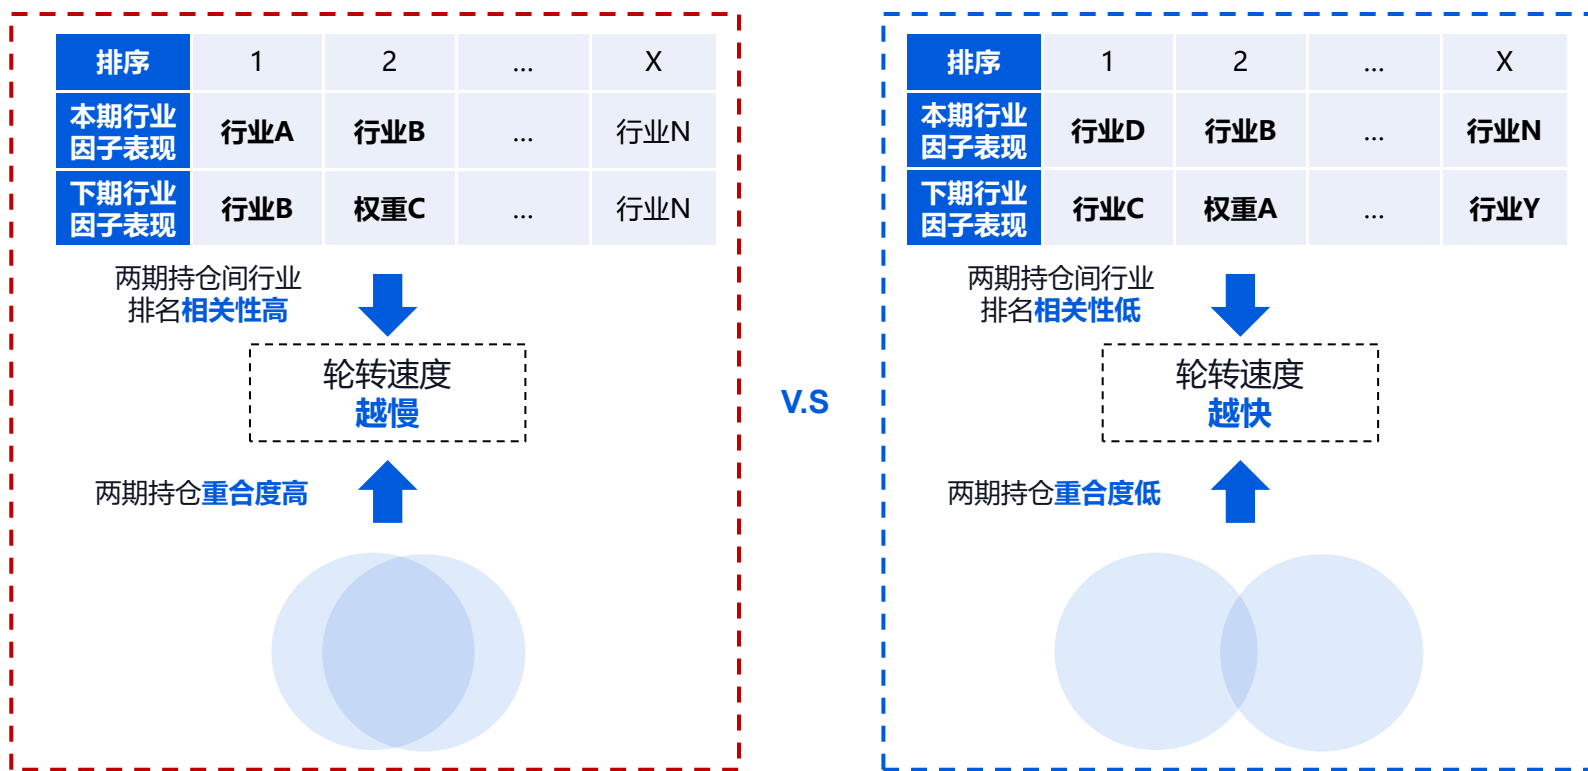 排序 1 2 ... X
本期行业
因子表现 行业A 行业B ... 行业N
下期行业
因子表现 行业B 权重C ... 行业N
两期持仓间行业
排名相关性高
轮转速度
越慢
两期持仓重合度高
V.S
排序 1 2 ... X
本期行业
因子表现 行业D 行业B ... 行业N
下期行业
因子表现 行业C 权重A ... 行业Y
两期持仓间行业
排名相关性低
轮转速度
越快
两期持仓重合度低